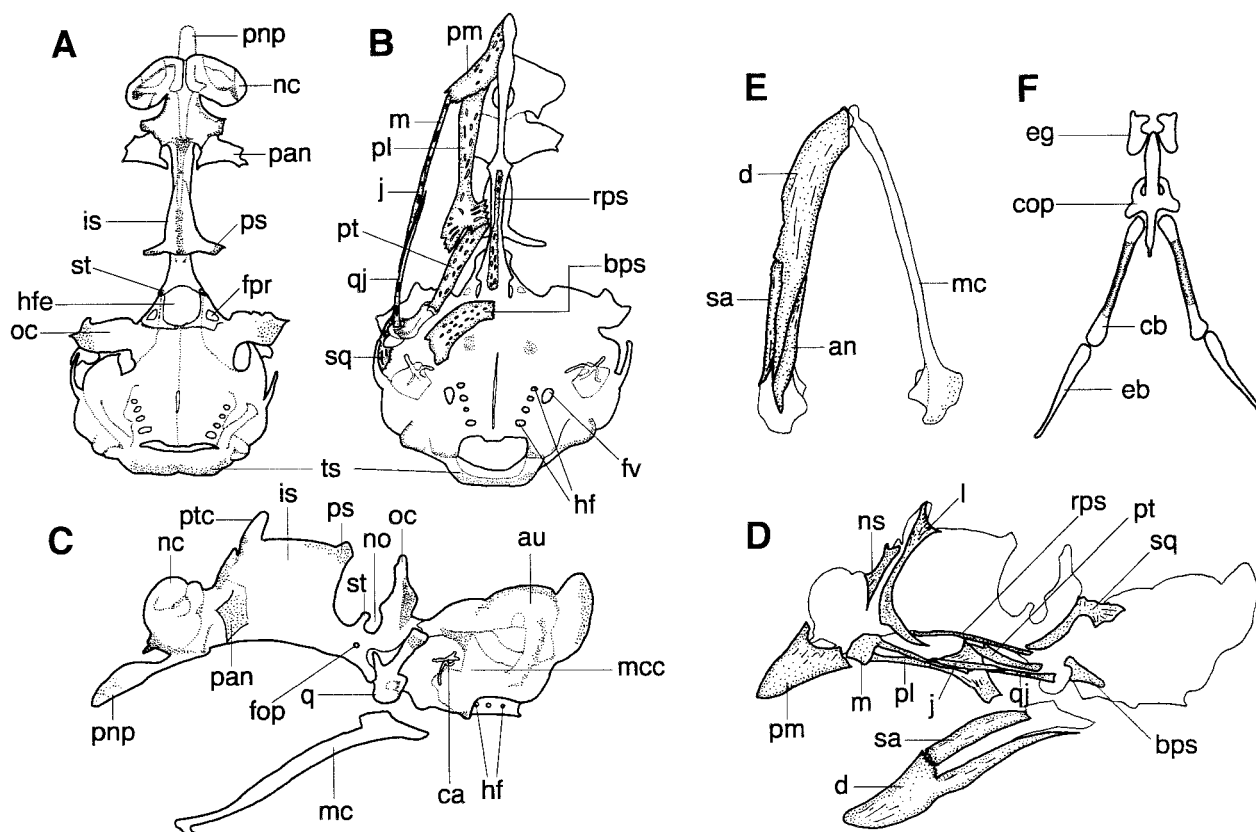 A
pnp
nc
pan
is
ps
st
hfe
fpr
oc
ts
B
pm
m
pl
j
rps
pt
bps
qj
sq
fv
hf
E
d
sa
mc
an
F
eg
cop
cb
eb
C
ptc
is
ps
no
oc
nc
st
au
mcc
pan
fop
q
pnp
mc
ca
hf
D
l
rps
pt
ns
sq
pm
m
pl
j
qj
bps
sa
d